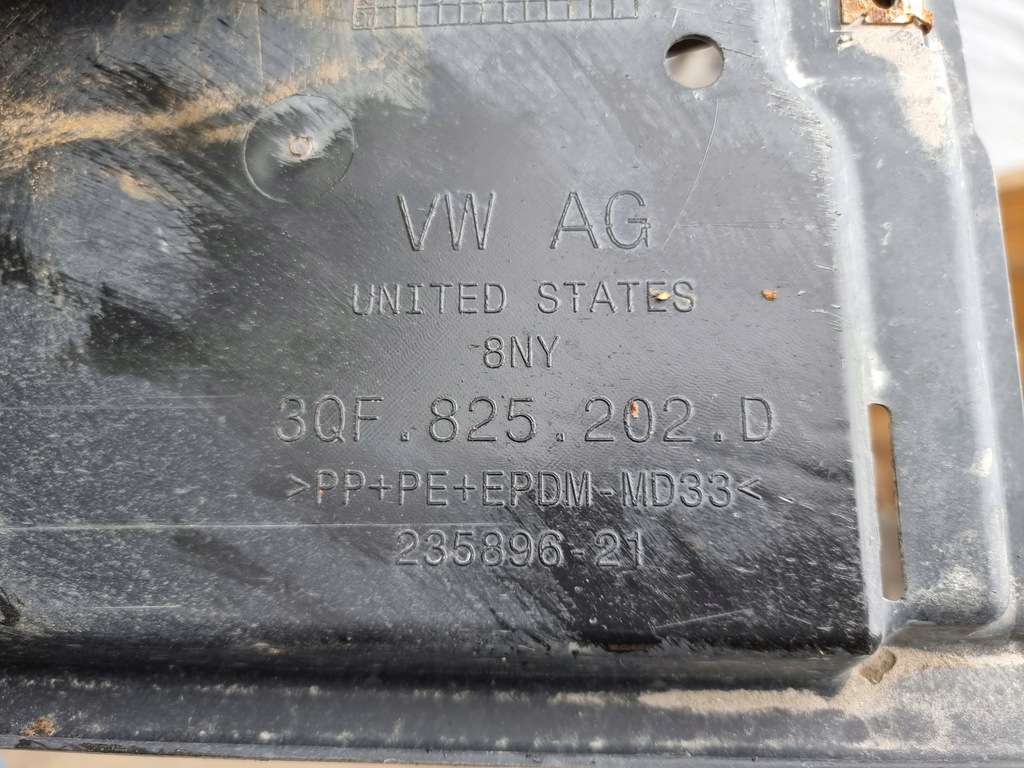 VW AG
UNITED STATES
8NY
3QF.825.202.D
>PP+PE+EPDM-MD33<
235896-21